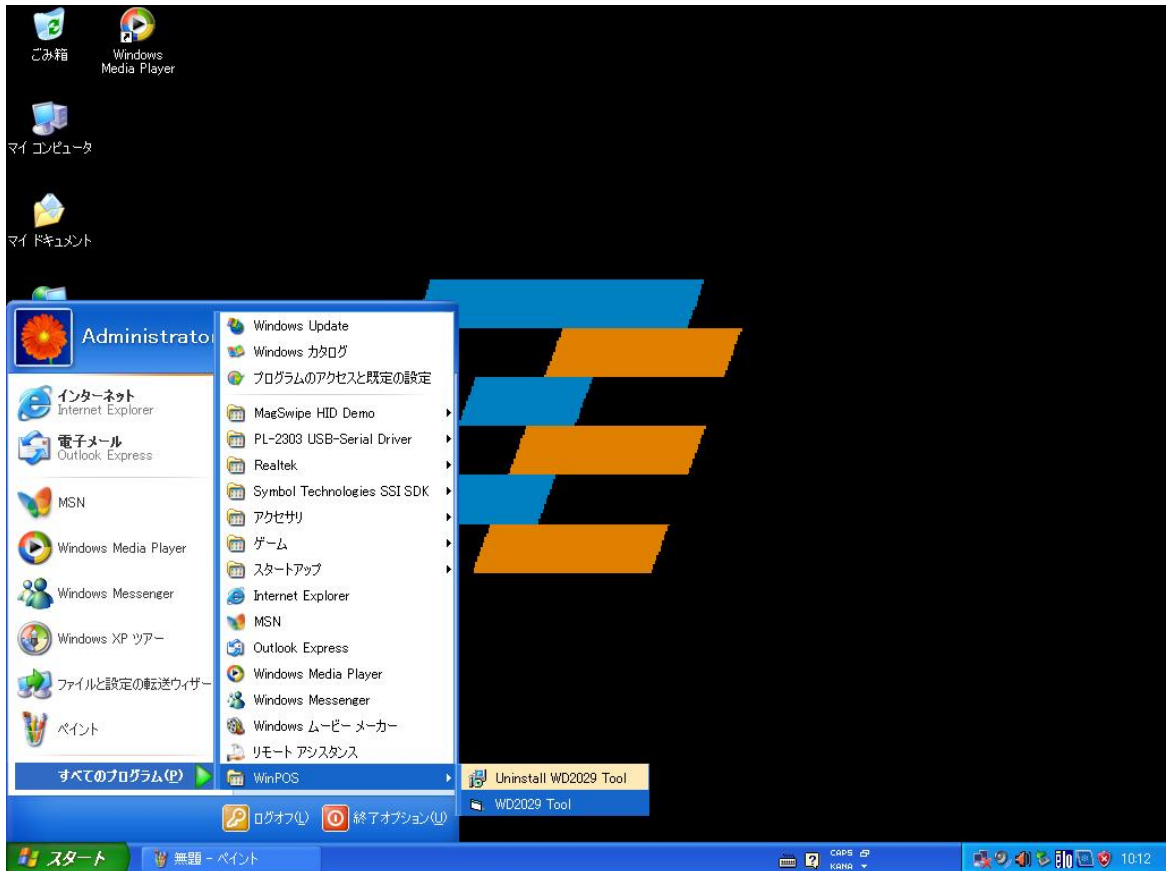 ごみ箱
Windows
Media Player
マイ コンピュータ
マイ ドキュメント
Administrator
インターネット
Internet Explorer
電子メール
Outlook Express
MSN
Windows Media Player
Windows Messenger
Windows XP ツアー
ファイルと設定の転送ウィザー
ペイント
すべてのプログラム(P)
Windows Update
Windows カタログ
プログラムのアクセスと既定の設定
MagSwipe HID Demo
PL-2303 USB-Serial Driver
Realtek
Symbol Technologies SSI SDK
アクセサリ
ゲーム
スタートアップ
Internet Explorer
MSN
Outlook Express
Windows Media Player
Windows Messenger
Windows ムービー メーカー
リモート アシスタンス
WinPOS
Uninstall WD2029 Tool
WD2029 Tool
ログオフ(L)
終了オプション(U)
スタート
無題 - ペイント
CAPS
KANA
10:12